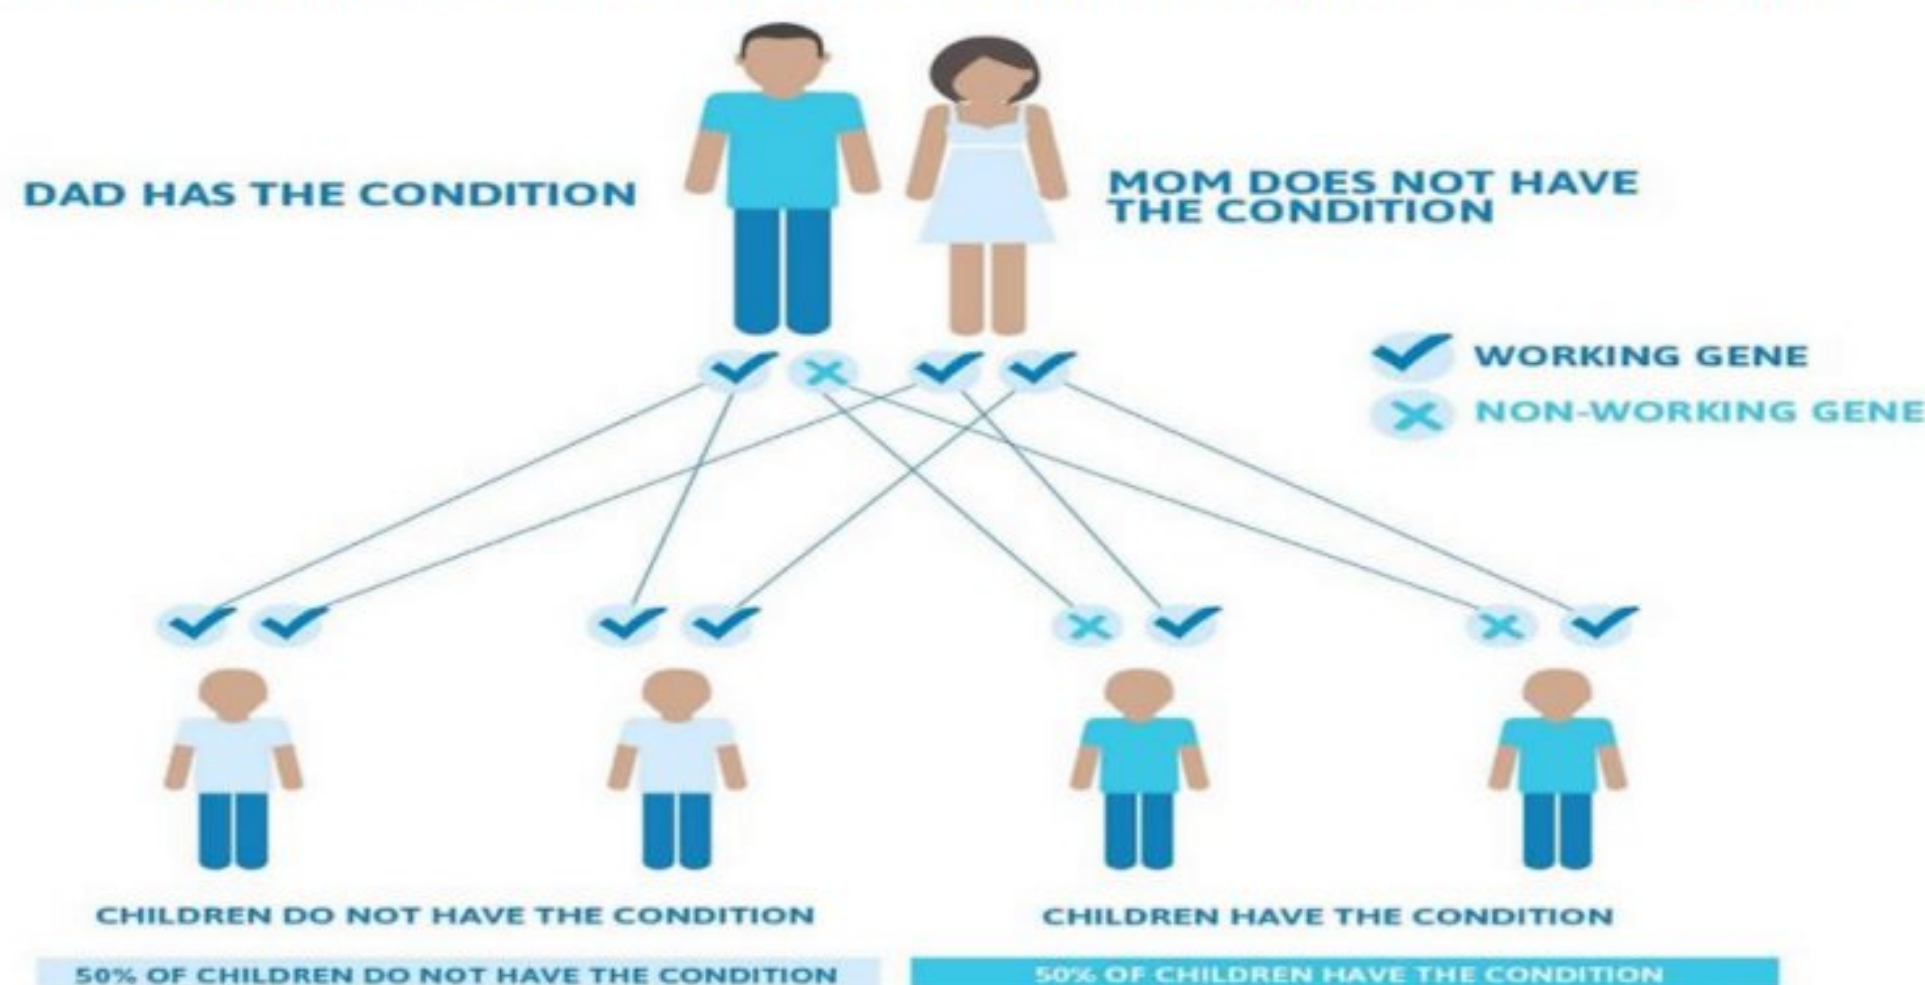 DAD HAS THE CONDITION
MOM DOES NOT HAVE
THE CONDITION
WORKING GENE
NON-WORKING GENE
CHILDREN DO NOT HAVE THE CONDITION
CHILDREN HAVE THE CONDITION
50% OF CHILDREN DO NOT HAVE THE CONDITION
50% OF CHILDREN HAVE THE CONDITION